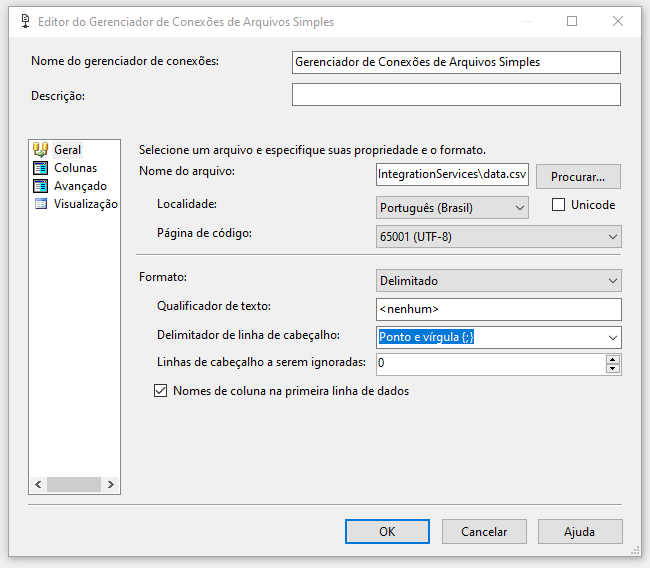 Editor do Gerenciador de Conexões de Arquivos Simples
Nome do gerenciador de conexões: Gerenciador de Conexões de Arquivos Simples
Descrição:
Geral
Colunas
Avançado
Visualização
Selecione um arquivo e especifique suas propriedade e o formato.
Nome do arquivo: IntegrationServices\data.csv Procurar...
Localidade: Português (Brasil) Unicode
Página de código: 65001 (UTF-8)
Formato: Delimitado
Qualificador de texto: <nenhum>
Delimitador de linha de cabeçalho: Ponto e vírgula {;}
Linhas de cabeçalho a serem ignoradas: 0
Nomes de coluna na primeira linha de dados
OK Cancelar Ajuda